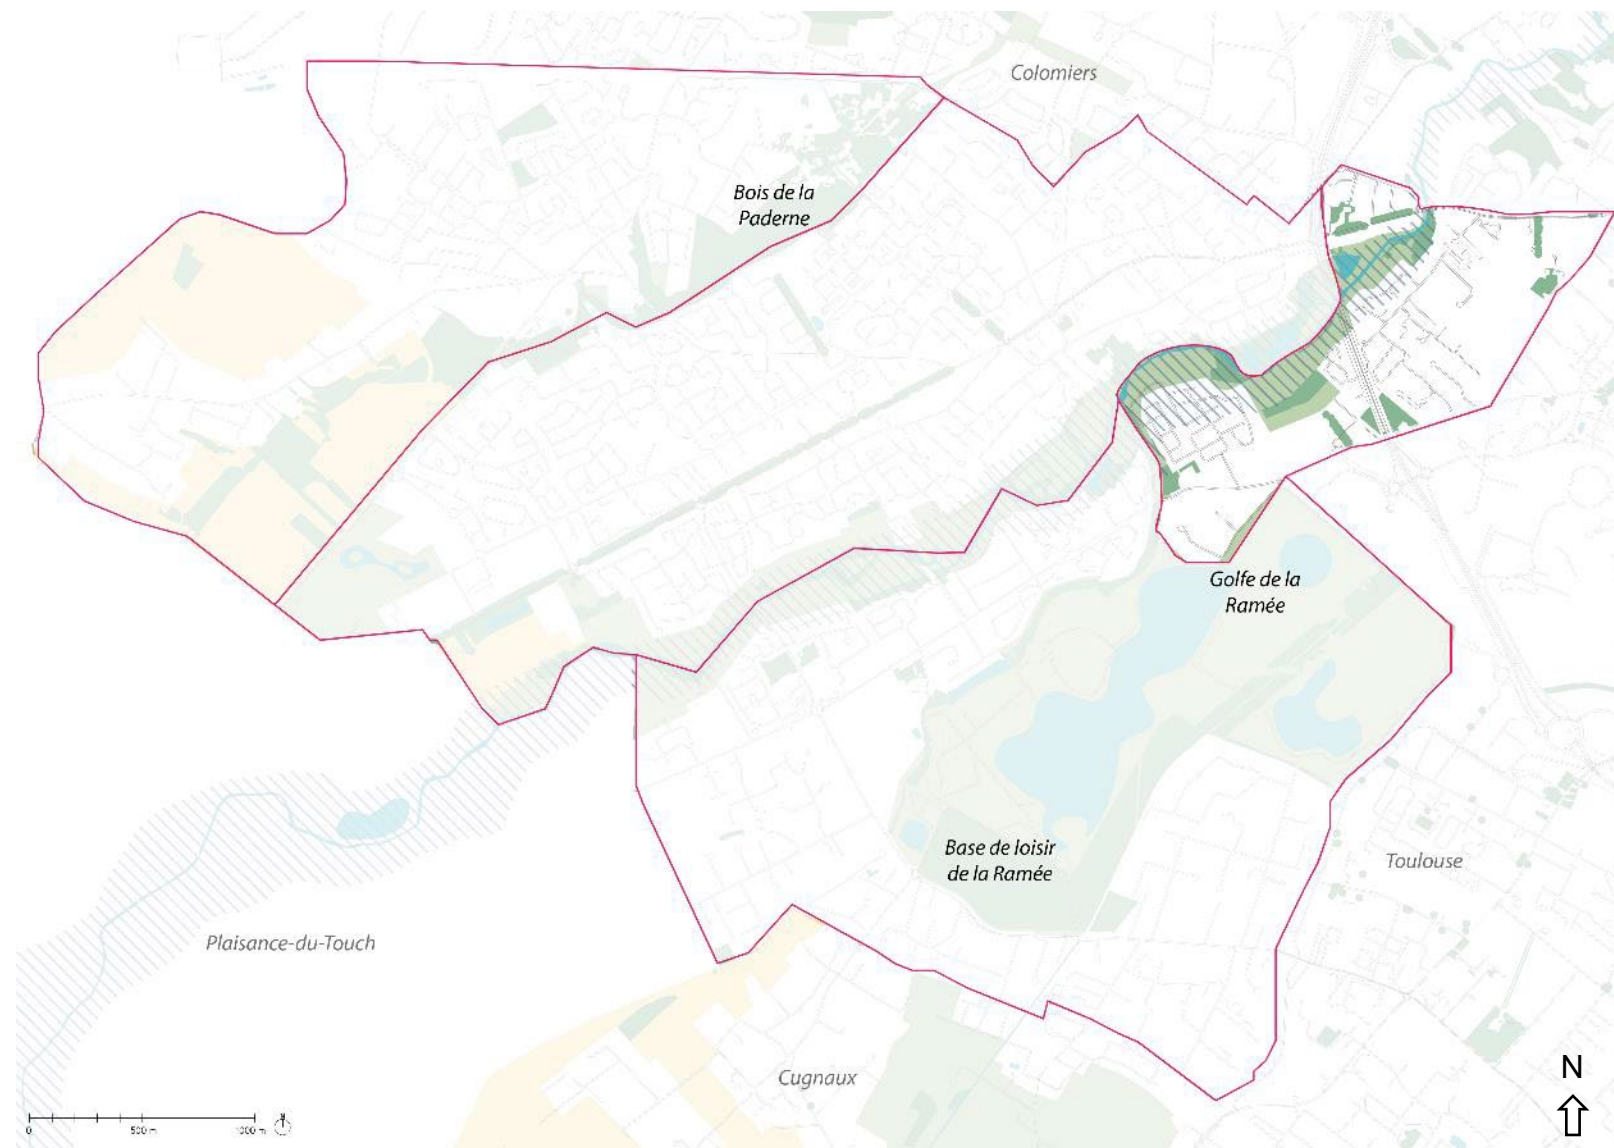 Colomiers
Bois de la
Paderne
Golfe de la
Ramée
Base de loisir
de la Ramée
Toulouse
Plaisance-du-Touch
Cugnaux
N
0
500 m
1000 m
N